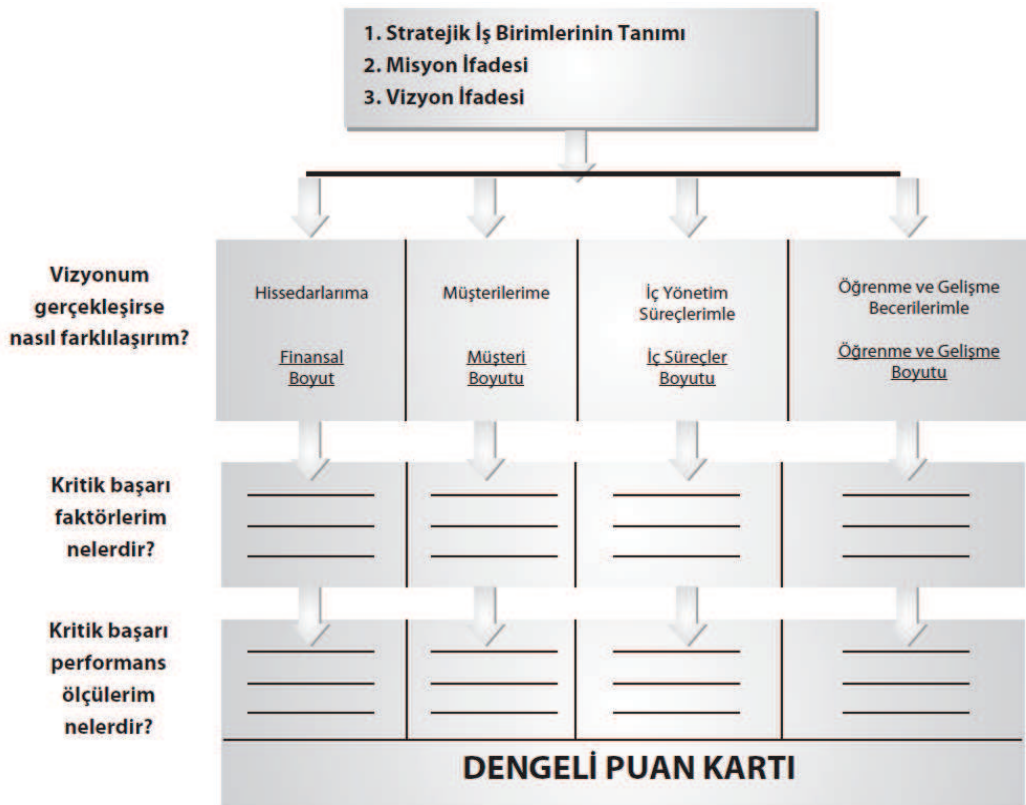 1. Stratejik İş Birimlerinin Tanımı
2. Misyon İfadesi
3. Vizyon İfadesi
Vizyonum
gerçekleşirse
nasıl farklılaşırım?
Hissedarlarıma
Finansal
Boyut
Müşterilerime
Müşteri
Boyutu
İç Yönetim
Süreçlerimle
İç Süreçler
Boyutu
Öğrenme ve Gelişme
Becerilerimle
Öğrenme ve Gelişme
Boyutu
Kritik başarı
faktörlerim
nelerdir?
Kritik başarı
performans
ölçülerim
nelerdir?
DENGELİ PUAN KARTI